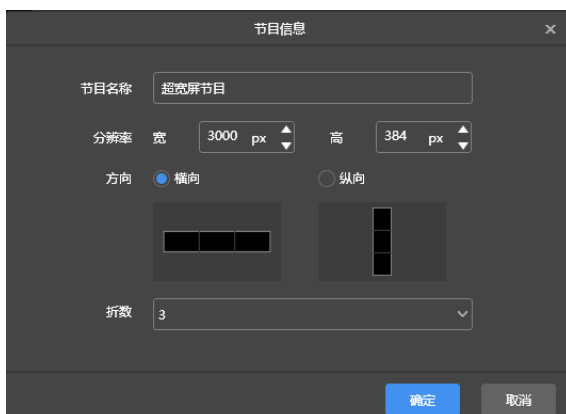 节目信息
节目名称 超宽屏节目
分辨率 宽 3000 px 高 384 px
方向 横向 纵向
折数 3
确定 取消